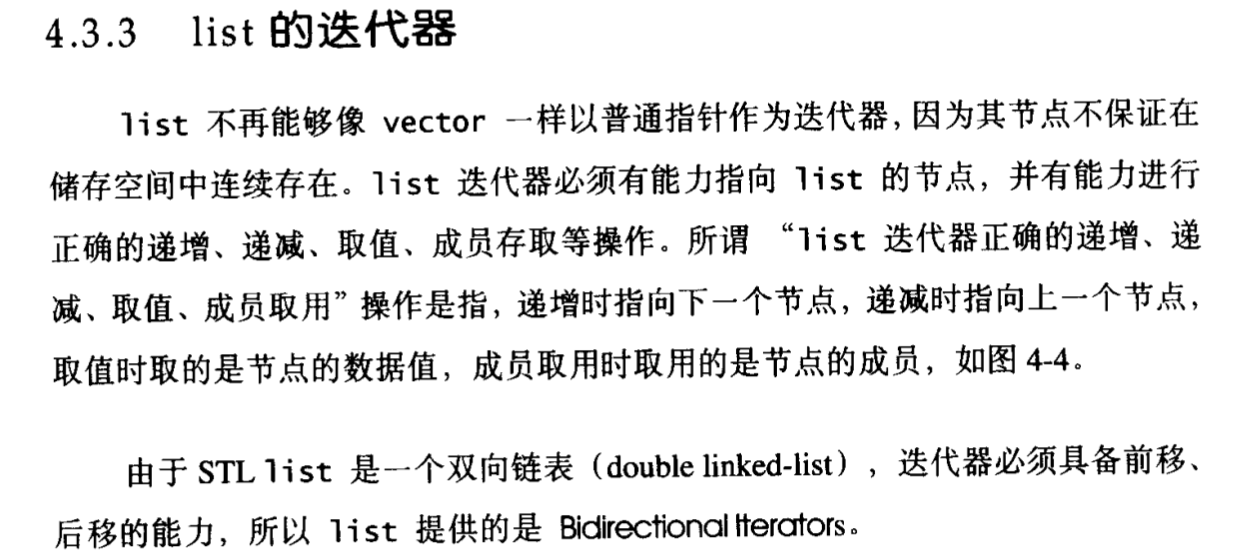 4.3.3 list 的迭代器
list 不再能够像 vector 一样以普通指针作为迭代器，因为其节点不保证在
储存空间中连续存在。list 迭代器必须有能力指向 list 的节点，并有能力进行
正确的递增、递减、取值、成员存取等操作。所谓 “list 迭代器正确的递增、递
减、取值、成员取用”操作是指，递增时指向下一个节点，递减时指向上一个节点，
取值时取的是节点的数据值，成员取用时取用的是节点的成员，如图 4-4。
由于 STL list 是一个双向链表（double linked-list），迭代器必须具备前移、
后移的能力，所以 list 提供的是 Bidirectional Iterators。